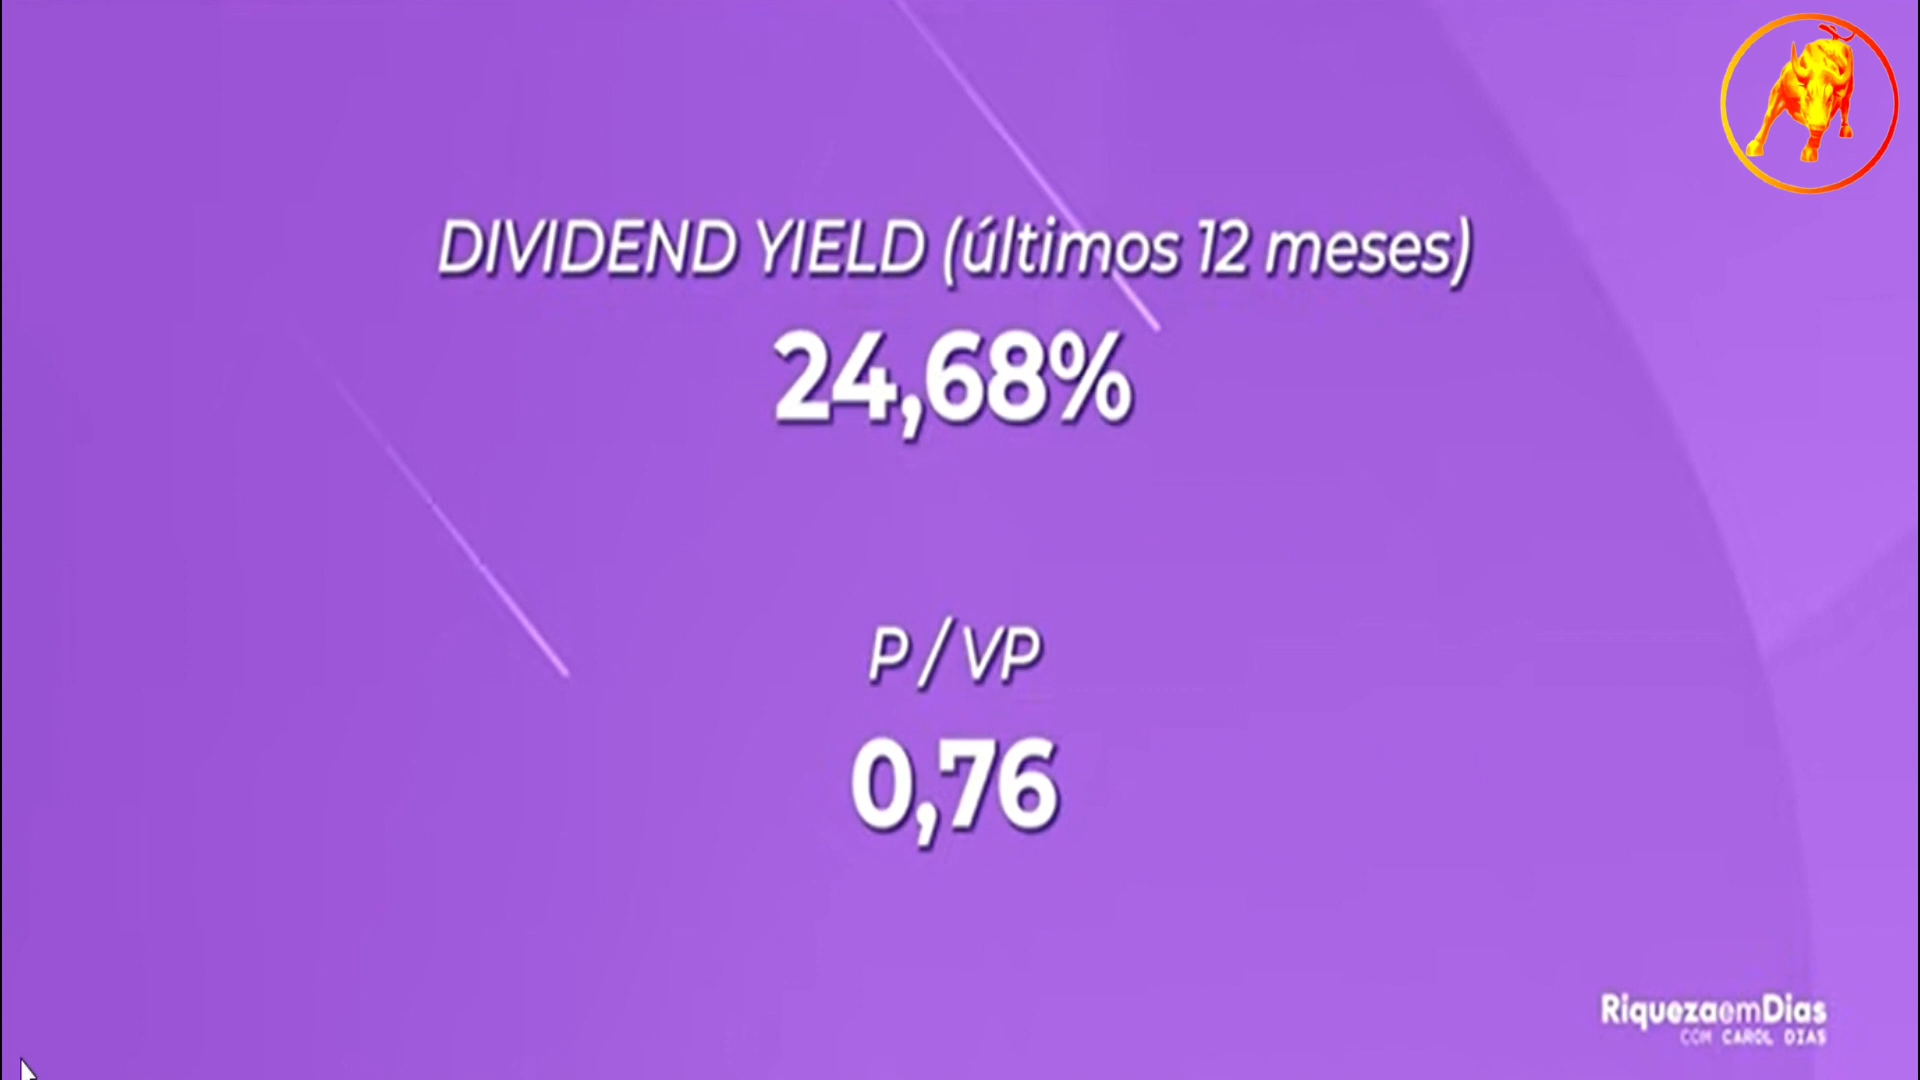 DIVIDEND YIELD (últimos 12 meses)
24,68%
P / VP
0,76
RiquezaemDias
COM CAROL DIAS